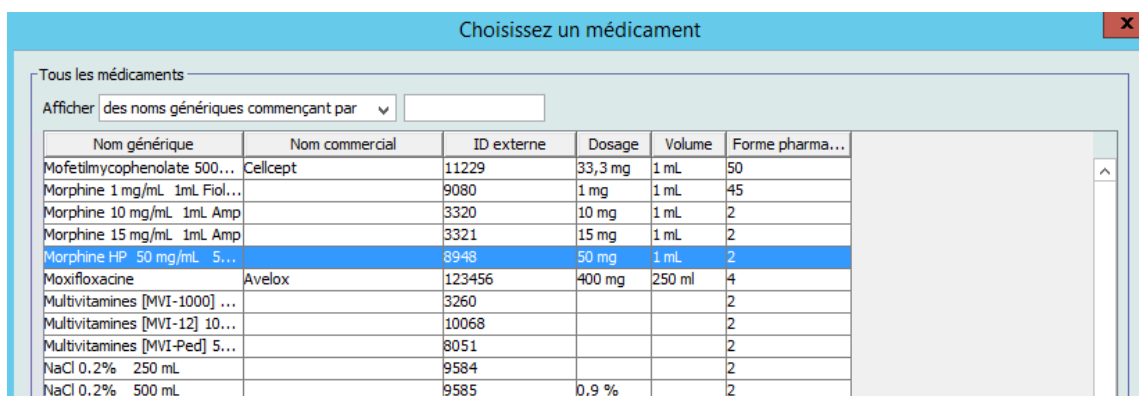 Choisissez un médicament
x
Tous les médicaments
Afficher des noms génériques commençant par
Nom générique Nom commercial ID externe Dosage Volume Forme pharma...
Mofetilmycophenolate 500... Cellcept 11229 33,3 mg 1 mL 50
Morphine 1 mg/mL 1mL Fiol... 9080 1 mg 1 mL 45
Morphine 10 mg/mL 1mL Amp 3320 10 mg 1 mL 2
Morphine 15 mg/mL 1mL Amp 3321 15 mg 1 mL 2
Morphine HP 50 mg/mL 5... 8948 50 mg 1 mL 2
Moxifloxacine Avelox 123456 400 mg 250 ml 4
Multivitamines [MVI-1000] ... 3260 2
Multivitamines [MVI-12] 10... 10068 2
Multivitamines [MVI-Ped] 5... 8051 2
NaCl 0.2% 250 mL 9584 2
NaCl 0.2% 500 mL 9585 0,9 % 2